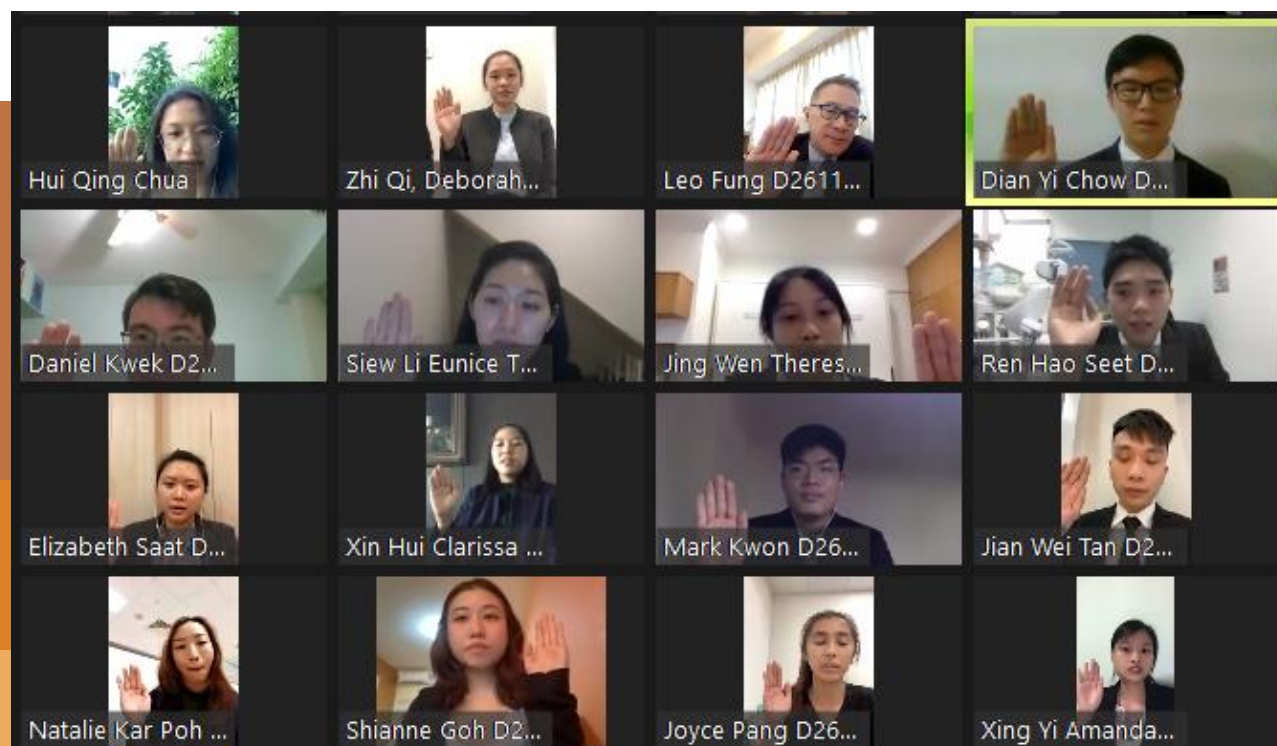 Hui Qing Chua
Zhi Qi, Deborah...
Leo Fung D2611...
Dian Yi Chow D...
Daniel Kwek D2...
Siew Li Eunice T...
Jing Wen Theres...
Ren Hao Seet D...
Elizabeth Saat D...
Xin Hui Clarissa ...
Mark Kwon D26...
Jian Wei Tan D2...
Natalie Kar Poh ...
Shianne Goh D2...
Joyce Pang D26...
Xing Yi Amanda...